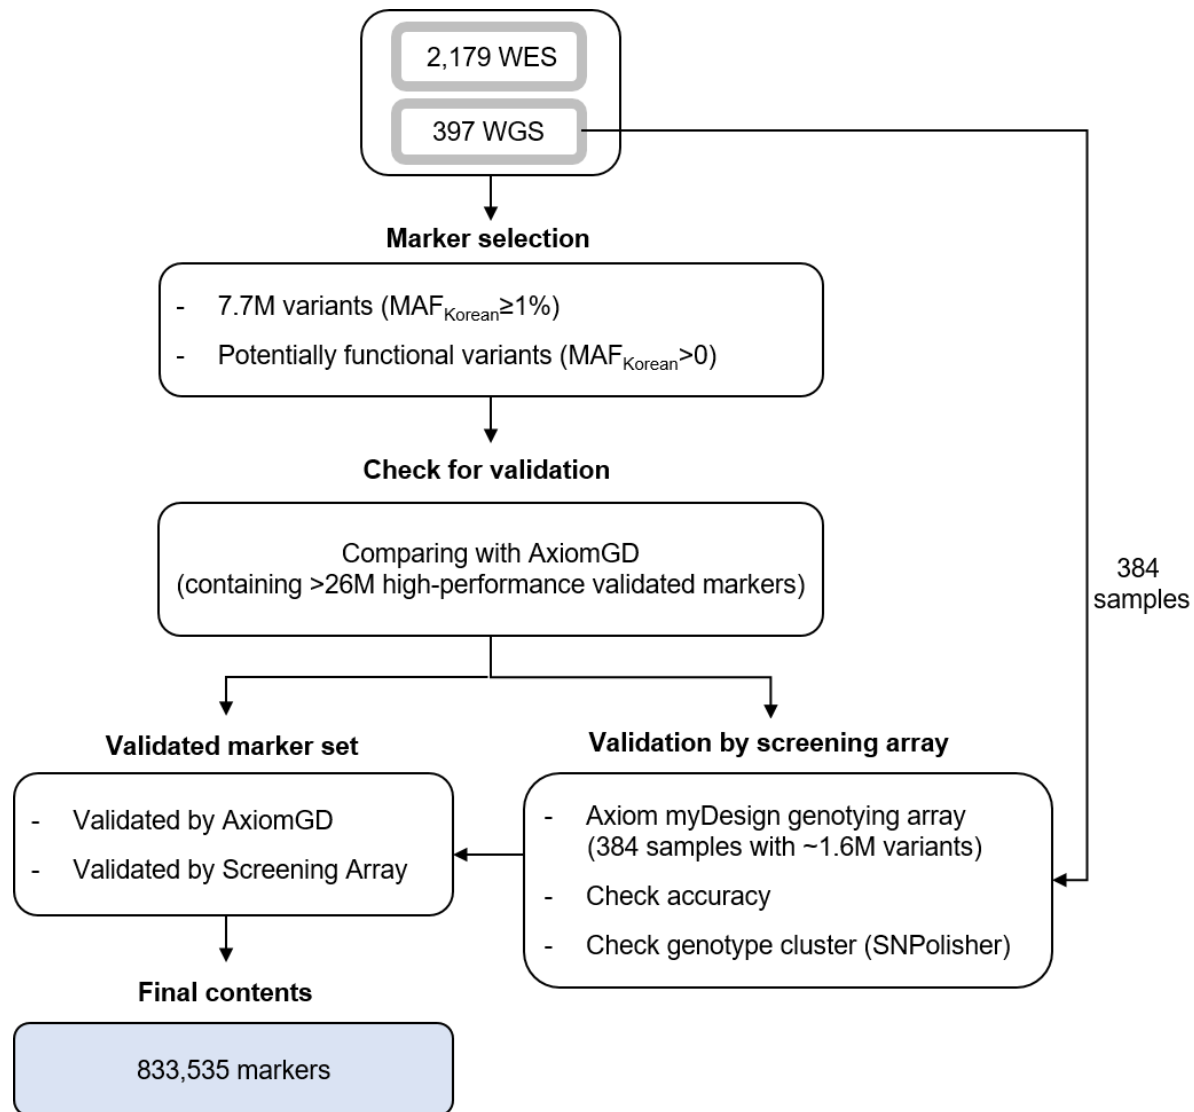 2,179 WES
397 WGS
Marker selection
- 7.7M variants (MAFKorean≥1%)
- Potentially functional variants (MAFKorean>0)
Check for validation
Comparing with AxiomGD
(containing >26M high-performance validated markers)
384
samples
Validated marker set
- Validated by AxiomGD
- Validated by Screening Array
Validation by screening array
- Axiom myDesign genotying array
(384 samples with ~1.6M variants)
- Check accuracy
- Check genotype cluster (SNPolisher)
Final contents
833,535 markers